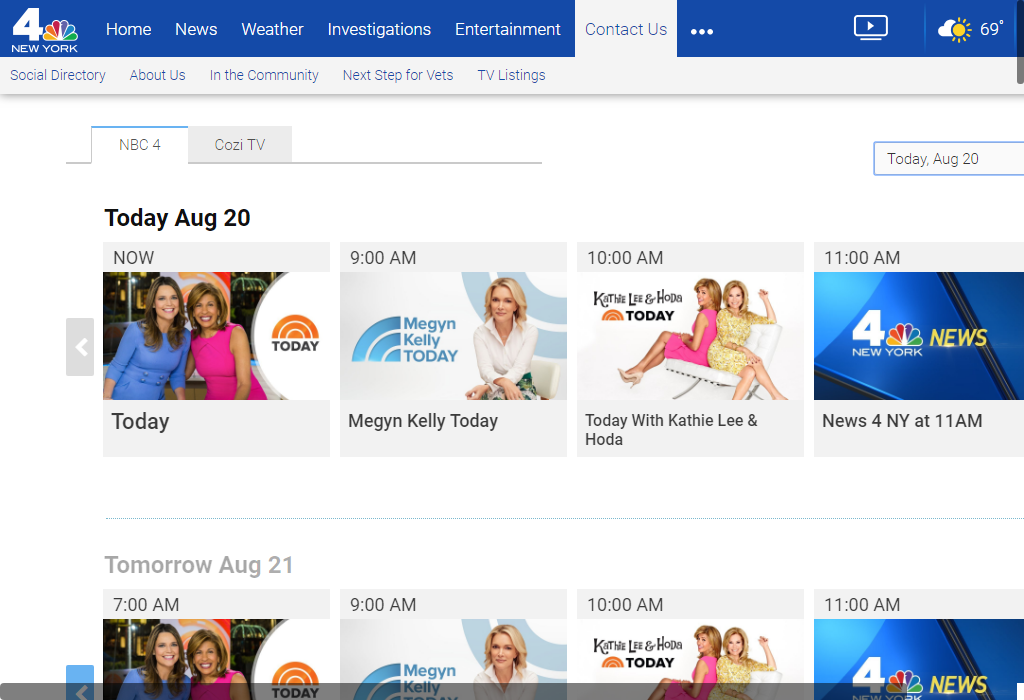 4
NEW YORK
Home
News
Weather
Investigations
Entertainment
Contact Us
69°
Social Directory
About Us
In the Community
Next Step for Vets
TV Listings
NBC 4
Cozi TV
Today, Aug 20
Today Aug 20
NOW
9:00 AM
10:00 AM
11:00 AM
TODAY
Megyn
Kelly
TODAY
KATHIE LEE & HODA
TODAY
4 NEWS
NEW YORK
Today
Megyn Kelly Today
Today With Kathie Lee &
Hoda
News 4 NY at 11AM
Tomorrow Aug 21
7:00 AM
9:00 AM
10:00 AM
11:00 AM
TODAY
Megyn
Kelly
KATHIE LEE & HODA
TODAY
4 NEWS
NEW YORK